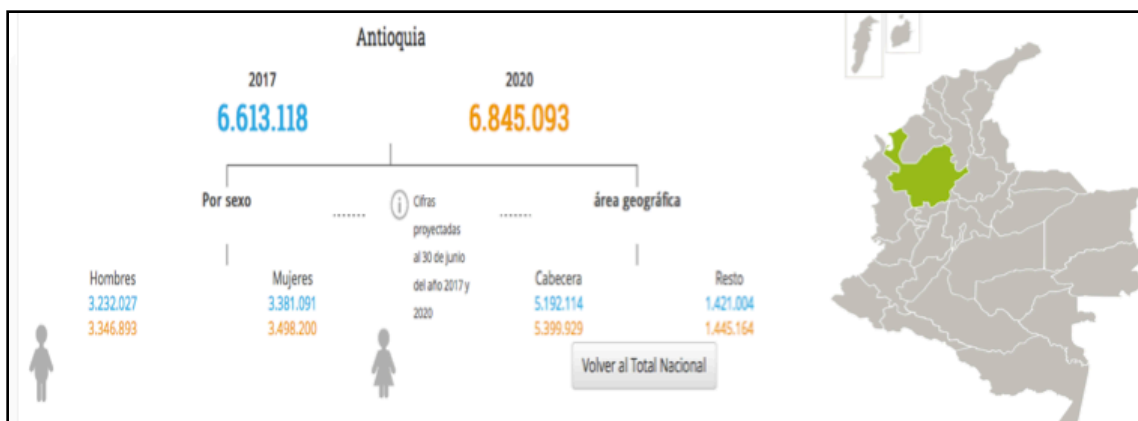 Antioquia
2017 2020
6.613.118 6.845.093
Por sexo
área geográfica
i
Cifras
proyectadas
al 30 de junio
del año 2017 y
2020
Hombres Mujeres
3.232.027 3.381.091
3.346.893 3.498.200
Cabecera Resto
5.192.114 1.421.004
5.399.929 1.445.164
Volver al Total Nacional